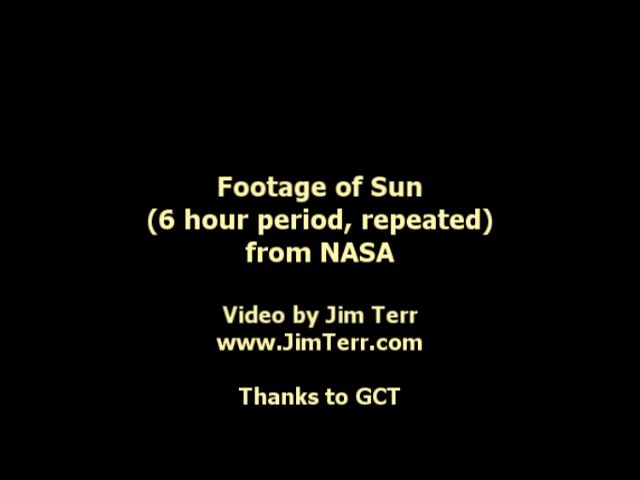 Footage of Sun
(6 hour period, repeated)
from NASA
Video by Jim Terr
www.JimTerr.com
Thanks to GCT